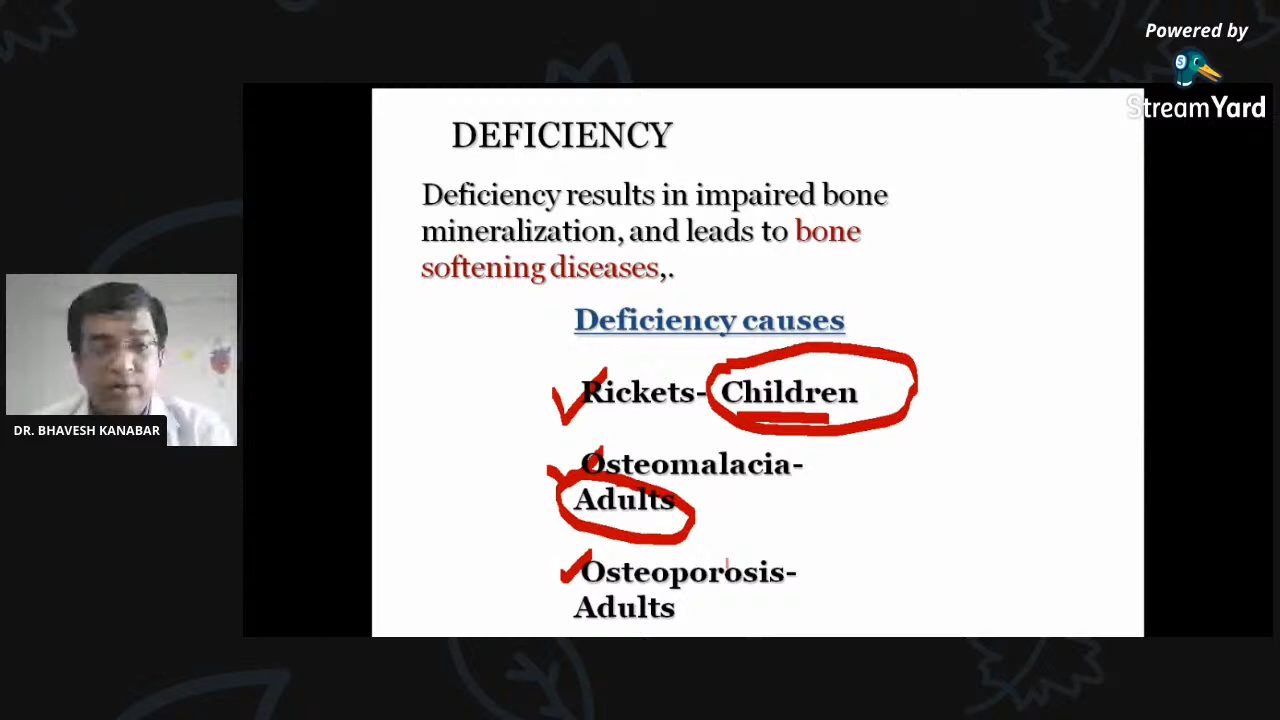 Powered by
StreamYard
DEFICIENCY
Deficiency results in impaired bone
mineralization, and leads to bone
softening diseases,.
Deficiency causes
Rickets- Children
Osteomalacia-
Adults
Osteoporosis-
Adults
DR. BHAVESH KANABAR